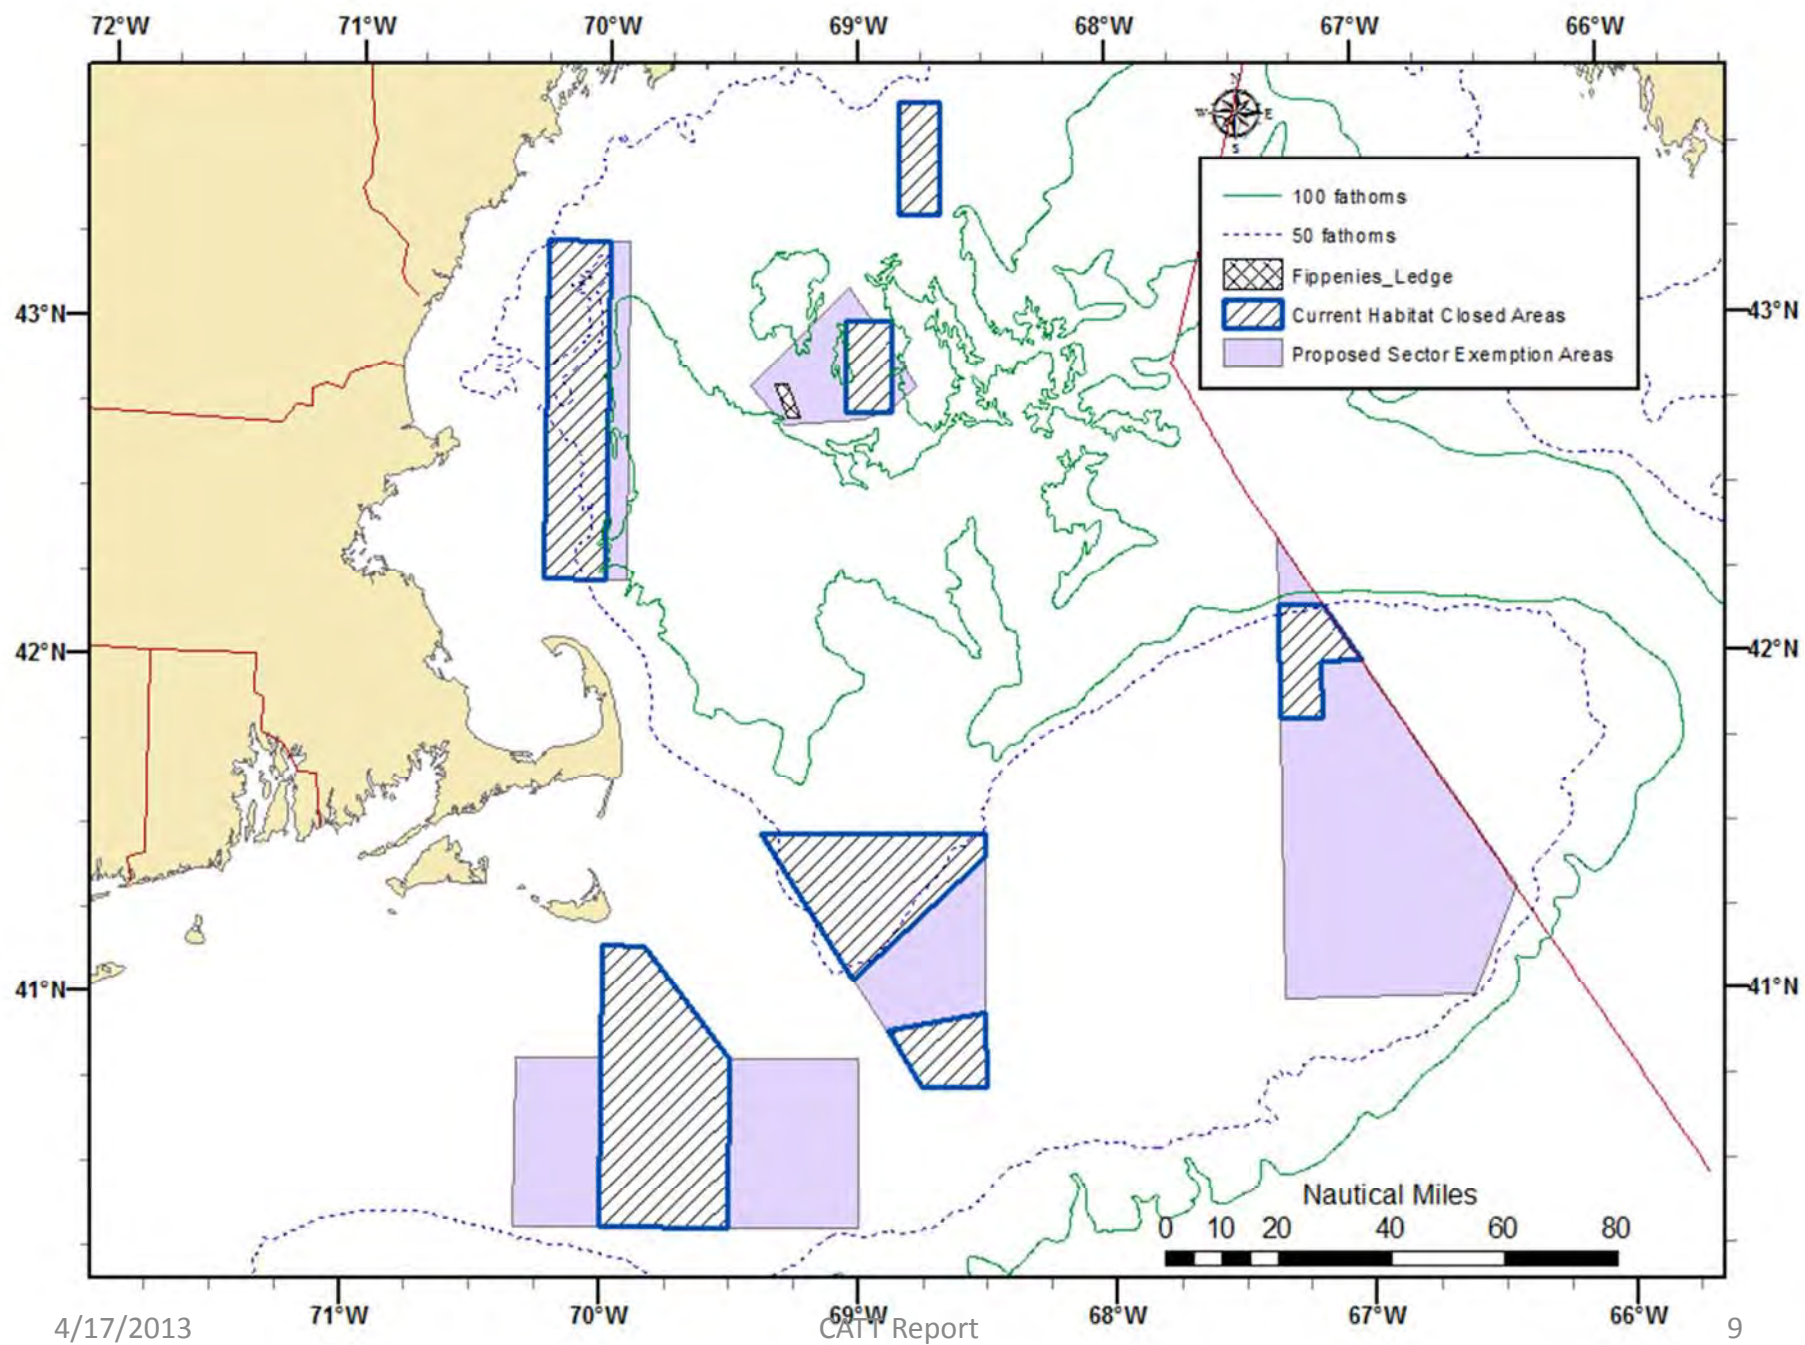 72°W 71°W 70°W 69°W 68°W 67°W 66°W
N
W E
S
100 fathoms
50 fathoms
Fippenies_Ledge
Current Habitat Closed Areas
Proposed Sector Exemption Areas
43°N 43°N
42°N 42°N
41°N 41°N
Nautical Miles
0 10 20 40 60 80
71°W 70°W 69°W 68°W 67°W 66°W
4/17/2013 CATT Report 9